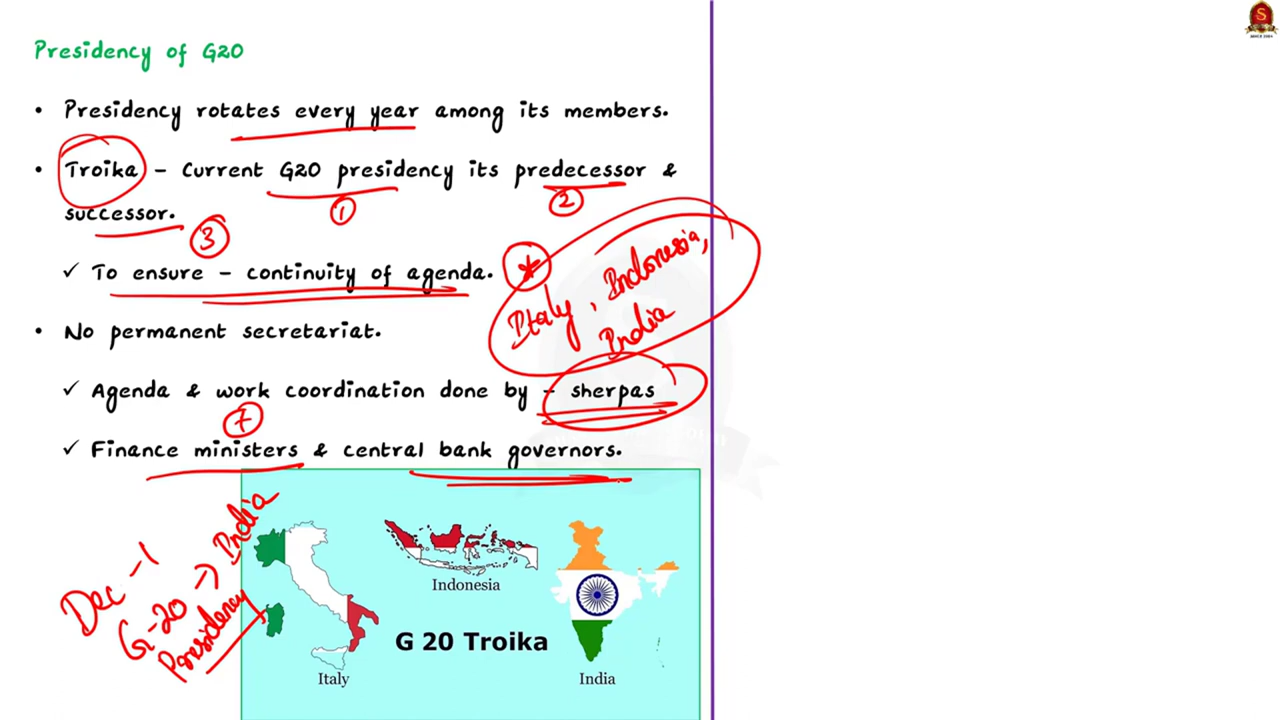 Presidency of G20
• Presidency rotates every year among its members.
• Troika - Current G20 presidency its predecessor &
① ②
successor.
③
✓ To ensure - continuity of agenda.
*
Italy, Indonesia,
India
• No permanent secretariat.
✓ Agenda & work coordination done by - sherpas
✓ Finance ministers & central bank governors.
Dec -1
G-20 → India
Presidency
Indonesia
G 20 Troika
Italy
India
S